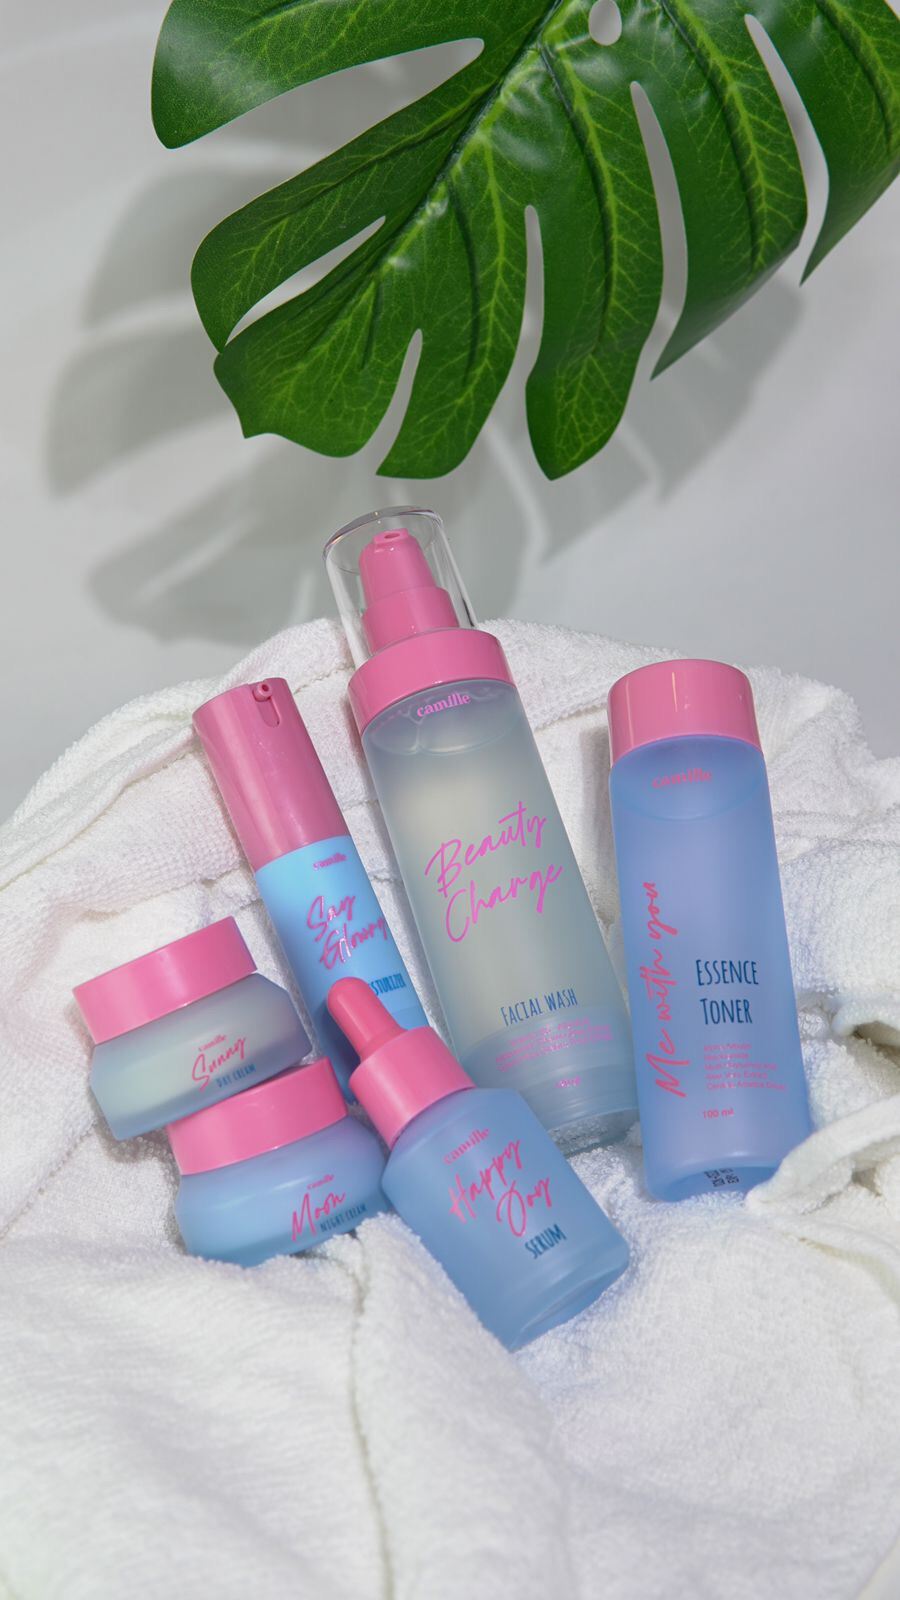 camille
Beauty
Charge
FACIAL WASH
camille
Say
Glowry
camille
Me with you
ESSENCE
TONER
100 ml
camille
Sunny
DAY CREAM
camille
Moon
NIGHT CREAM
camille
Happy
Day
SERUM